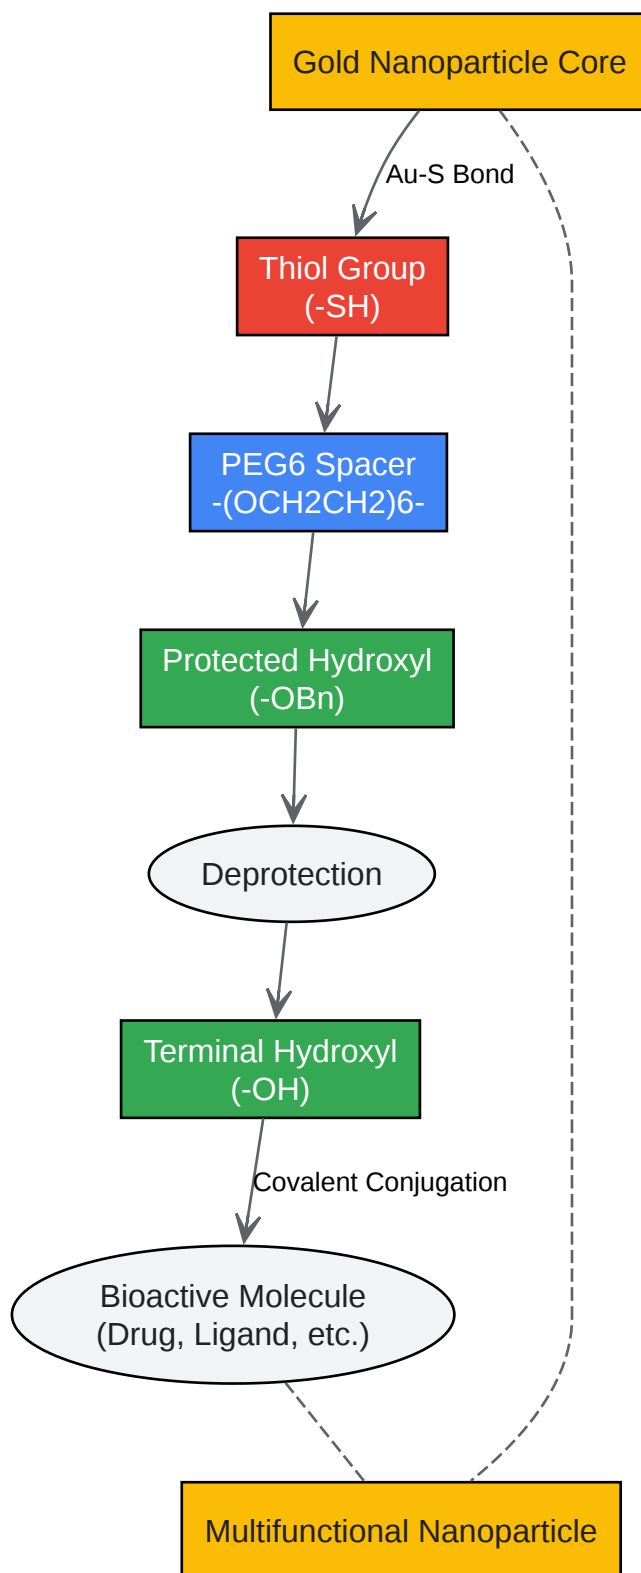 Gold Nanoparticle Core
Au-S Bond
Thiol Group
(-SH)
PEG6 Spacer
-(OCH2CH2)6-
Protected Hydroxyl
(-OBn)
Deprotection
Terminal Hydroxyl
(-OH)
Covalent Conjugation
Bioactive Molecule
(Drug, Ligand, etc.)
Multifunctional Nanoparticle